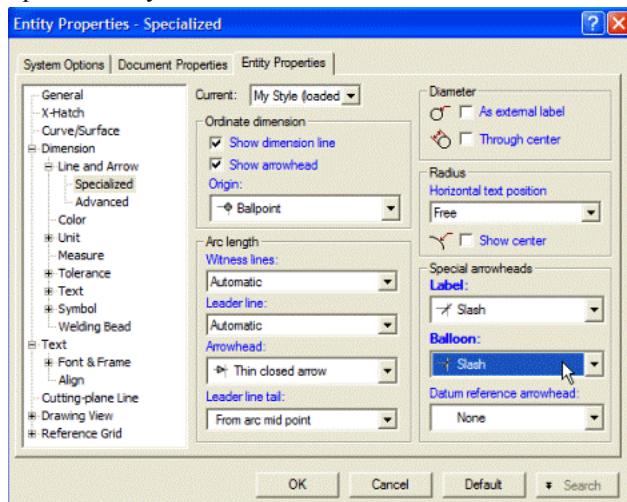 Entity Properties - Specialized
System Options
Document Properties
Entity Properties
General
X-Hatch
Curve/Surface
Dimension
Line and Arrow
Specialized
Advanced
Color
Unit
Measure
Tolerance
Text
Symbol
Welding Bead
Text
Font & Frame
Align
Cutting-plane Line
Drawing View
Reference Grid
Current: My Style (loaded
Ordinate dimension
Show dimension line
Show arrowhead
Origin:
Ballpoint
Arc length
Witness lines:
Automatic
Leader line:
Automatic
Arrowhead:
Thin closed arrow
Leader line tail:
From arc mid point
Diameter
As external label
Through center
Radius
Horizontal text position
Free
Show center
Special arrowheads
Label:
Slash
Balloon:
Slash
Datum reference arrowhead:
None
OK
Cancel
Default
Search